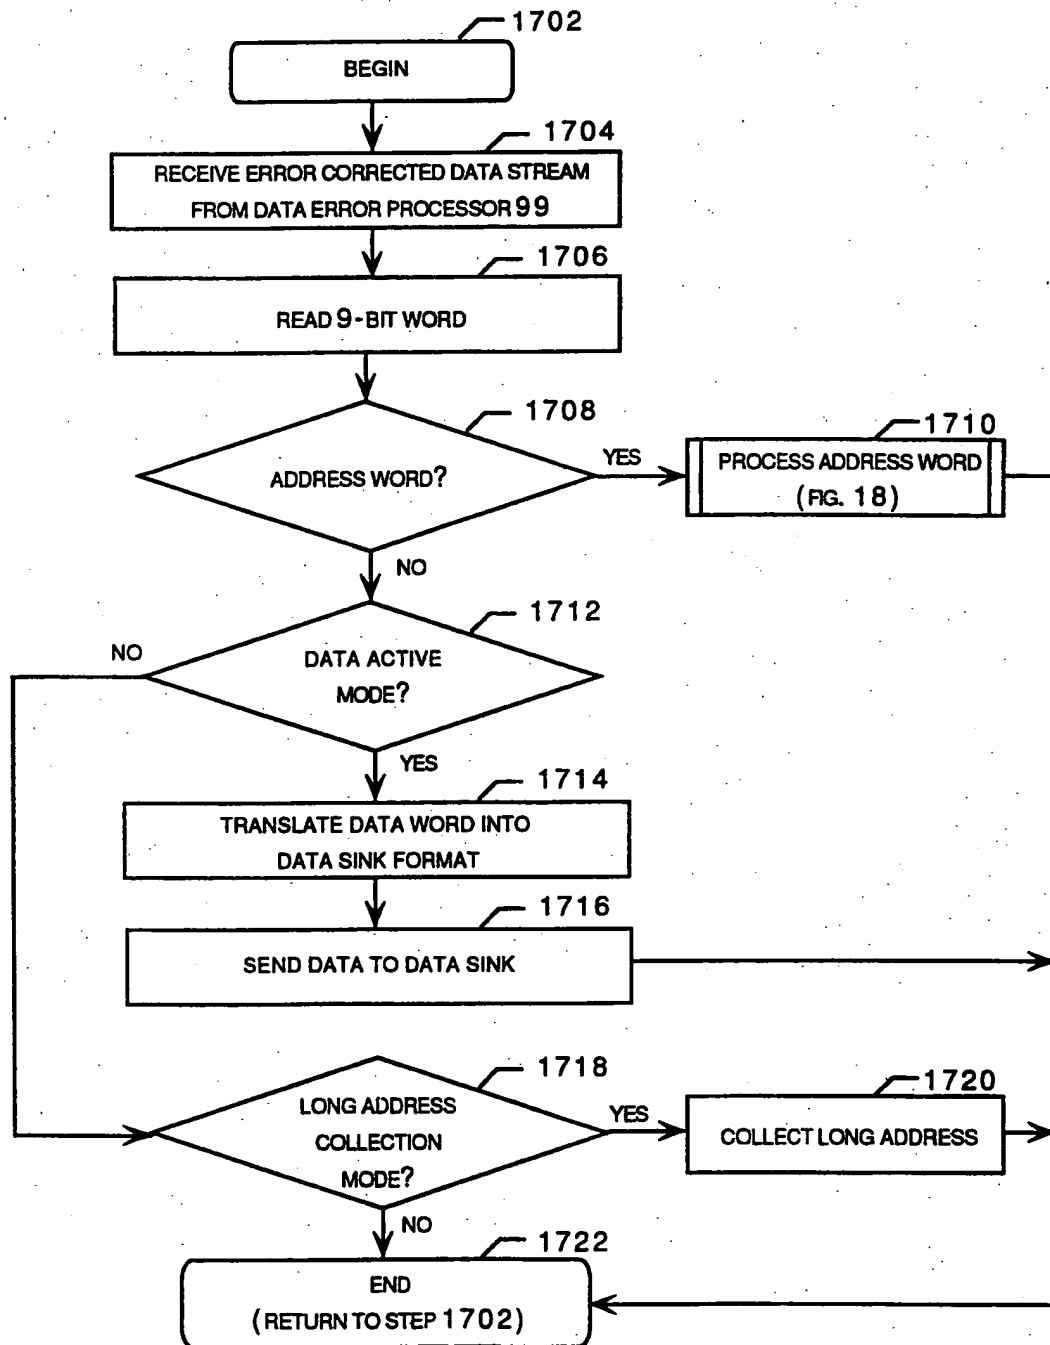 1702
BEGIN
1704
RECEIVE ERROR CORRECTED DATA STREAM
FROM DATA ERROR PROCESSOR 99
1706
READ 9-BIT WORD
1708
ADDRESS WORD?
YES
1710
PROCESS ADDRESS WORD
(FIG. 18)
NO
1712
DATA ACTIVE
MODE?
NO
YES
1714
TRANSLATE DATA WORD INTO
DATA SINK FORMAT
1716
SEND DATA TO DATA SINK
1718
LONG ADDRESS
COLLECTION
MODE?
YES
1720
COLLECT LONG ADDRESS
NO
1722
END
(RETURN TO STEP 1702)